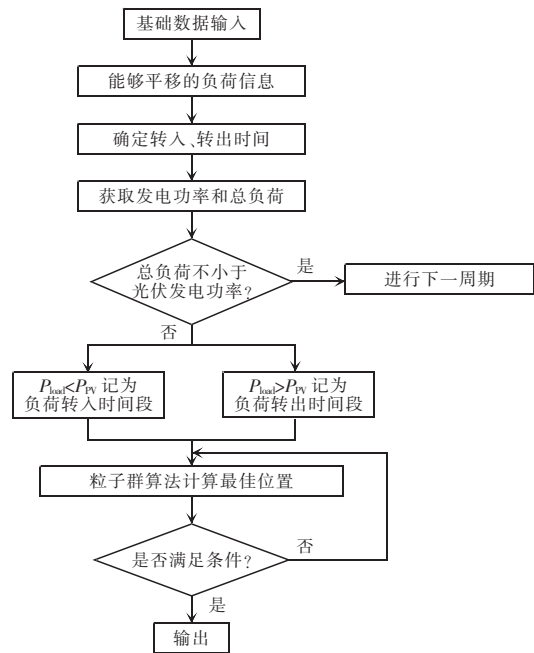 基础数据输入
能够平移的负荷信息
确定转入、转出时间
获取发电功率和总负荷
总负荷不小于
光伏发电功率?
是
进行下一周期
否
Pload<PPV 记为
负荷转入时间段
Pload>PPV 记为
负荷转出时间段
粒子群算法计算最佳位置
是否满足条件?
否
是
输出